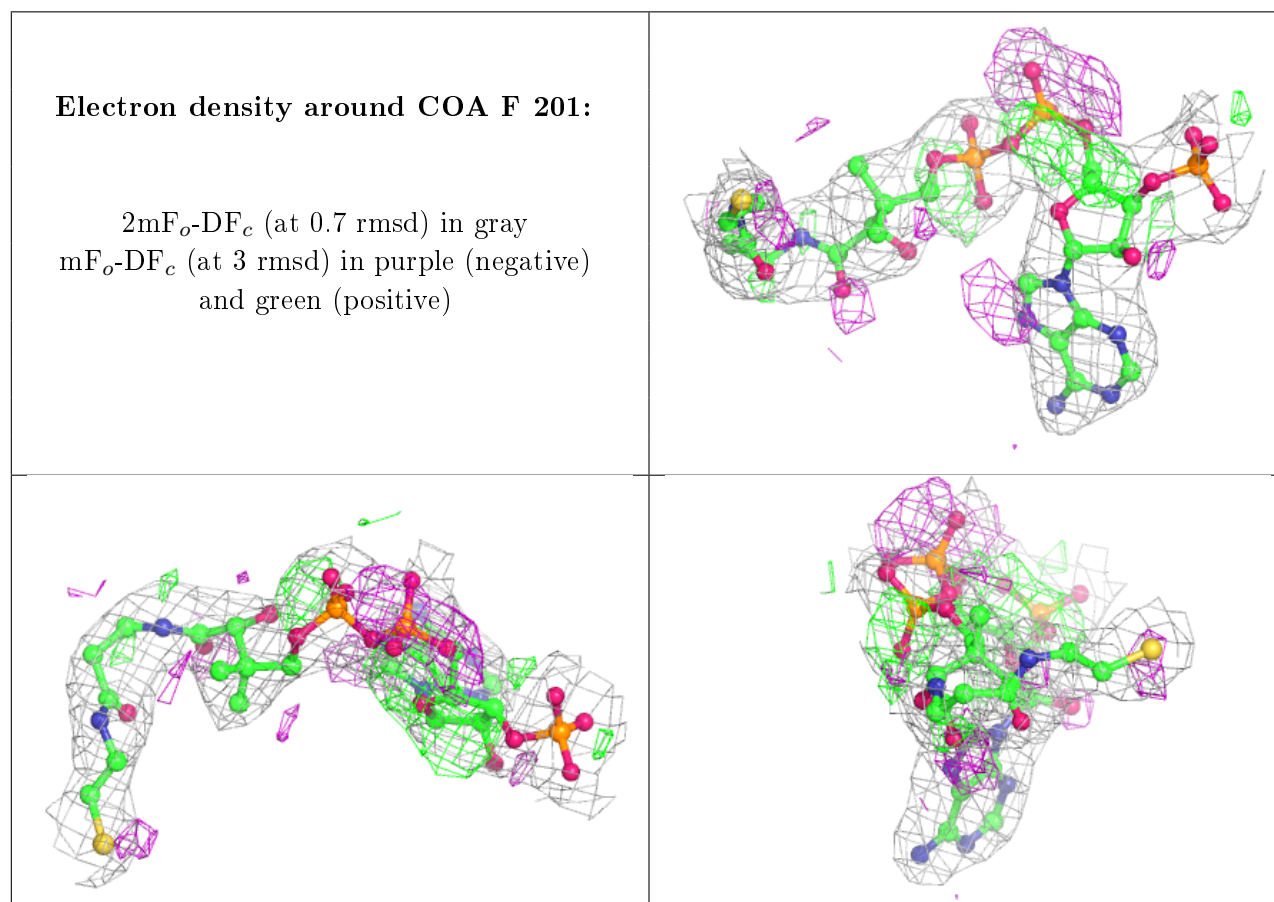 Electron density around COA F 201:
2mFₒ-DF𝒸 (at 0.7 rmsd) in gray
mFₒ-DF𝒸 (at 3 rmsd) in purple (negative)
and green (positive)